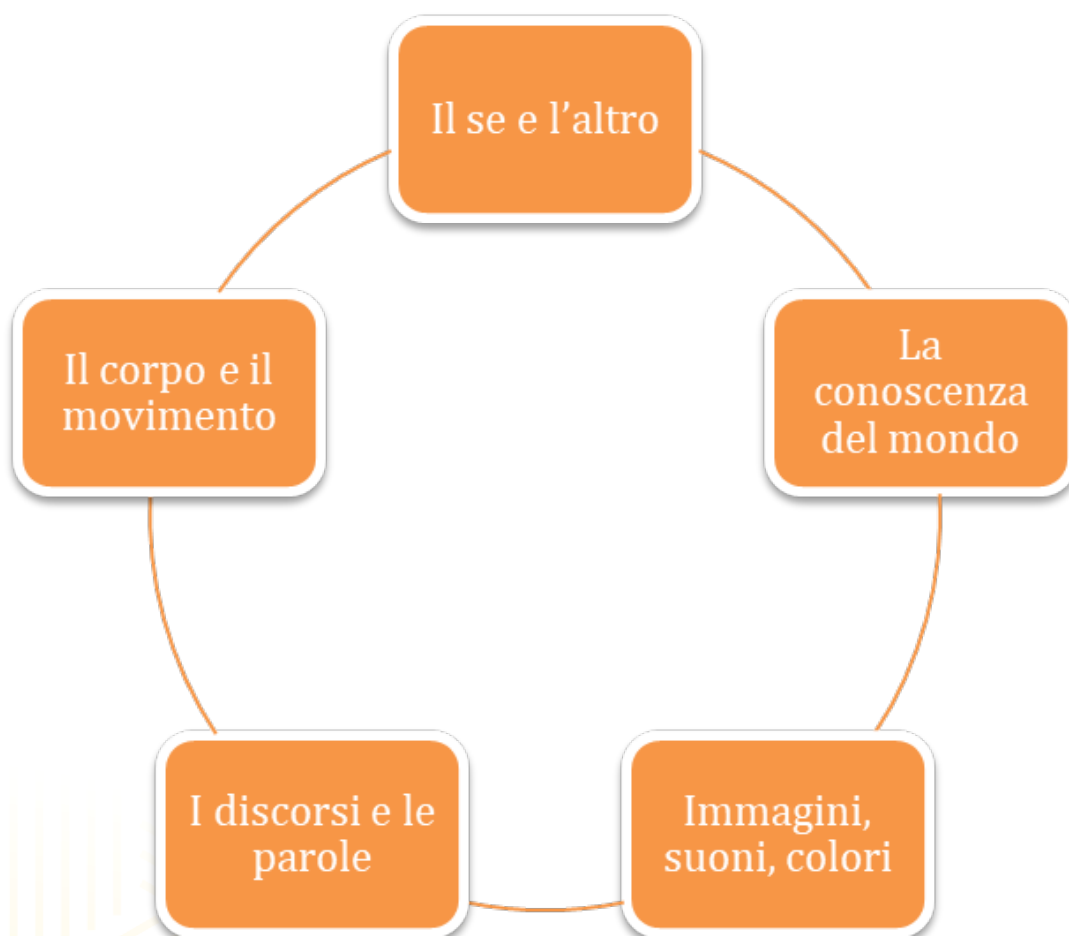 Il se e l’altro
La
conoscenza
del mondo
Immagini,
suoni, colori
I discorsi e le
parole
Il corpo e il
movimento